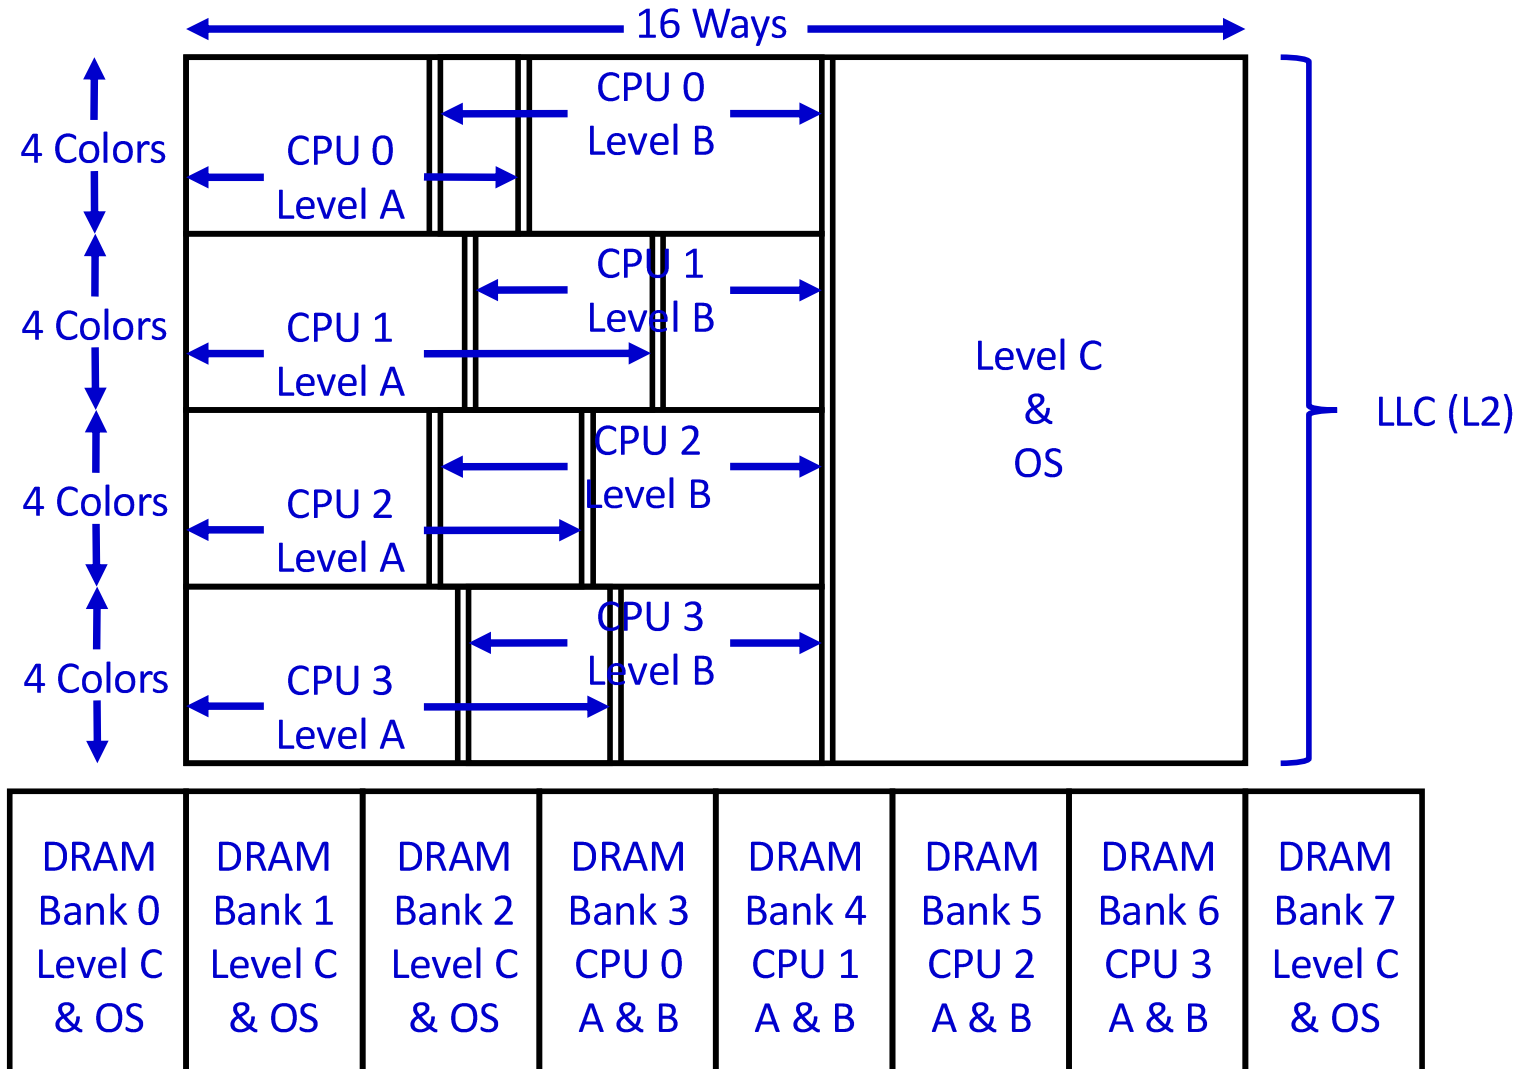 16 Ways
4 Colors
CPU 0
Level B
CPU 0
Level A
4 Colors
CPU 1
Level B
CPU 1
Level A
4 Colors
CPU 2
Level B
CPU 2
Level A
4 Colors
CPU 3
Level B
CPU 3
Level A
Level C
&
OS
LLC (L2)
DRAM
Bank 0
Level C
& OS
DRAM
Bank 1
Level C
& OS
DRAM
Bank 2
Level C
& OS
DRAM
Bank 3
CPU 0
A & B
DRAM
Bank 4
CPU 1
A & B
DRAM
Bank 5
CPU 2
A & B
DRAM
Bank 6
CPU 3
A & B
DRAM
Bank 7
Level C
& OS